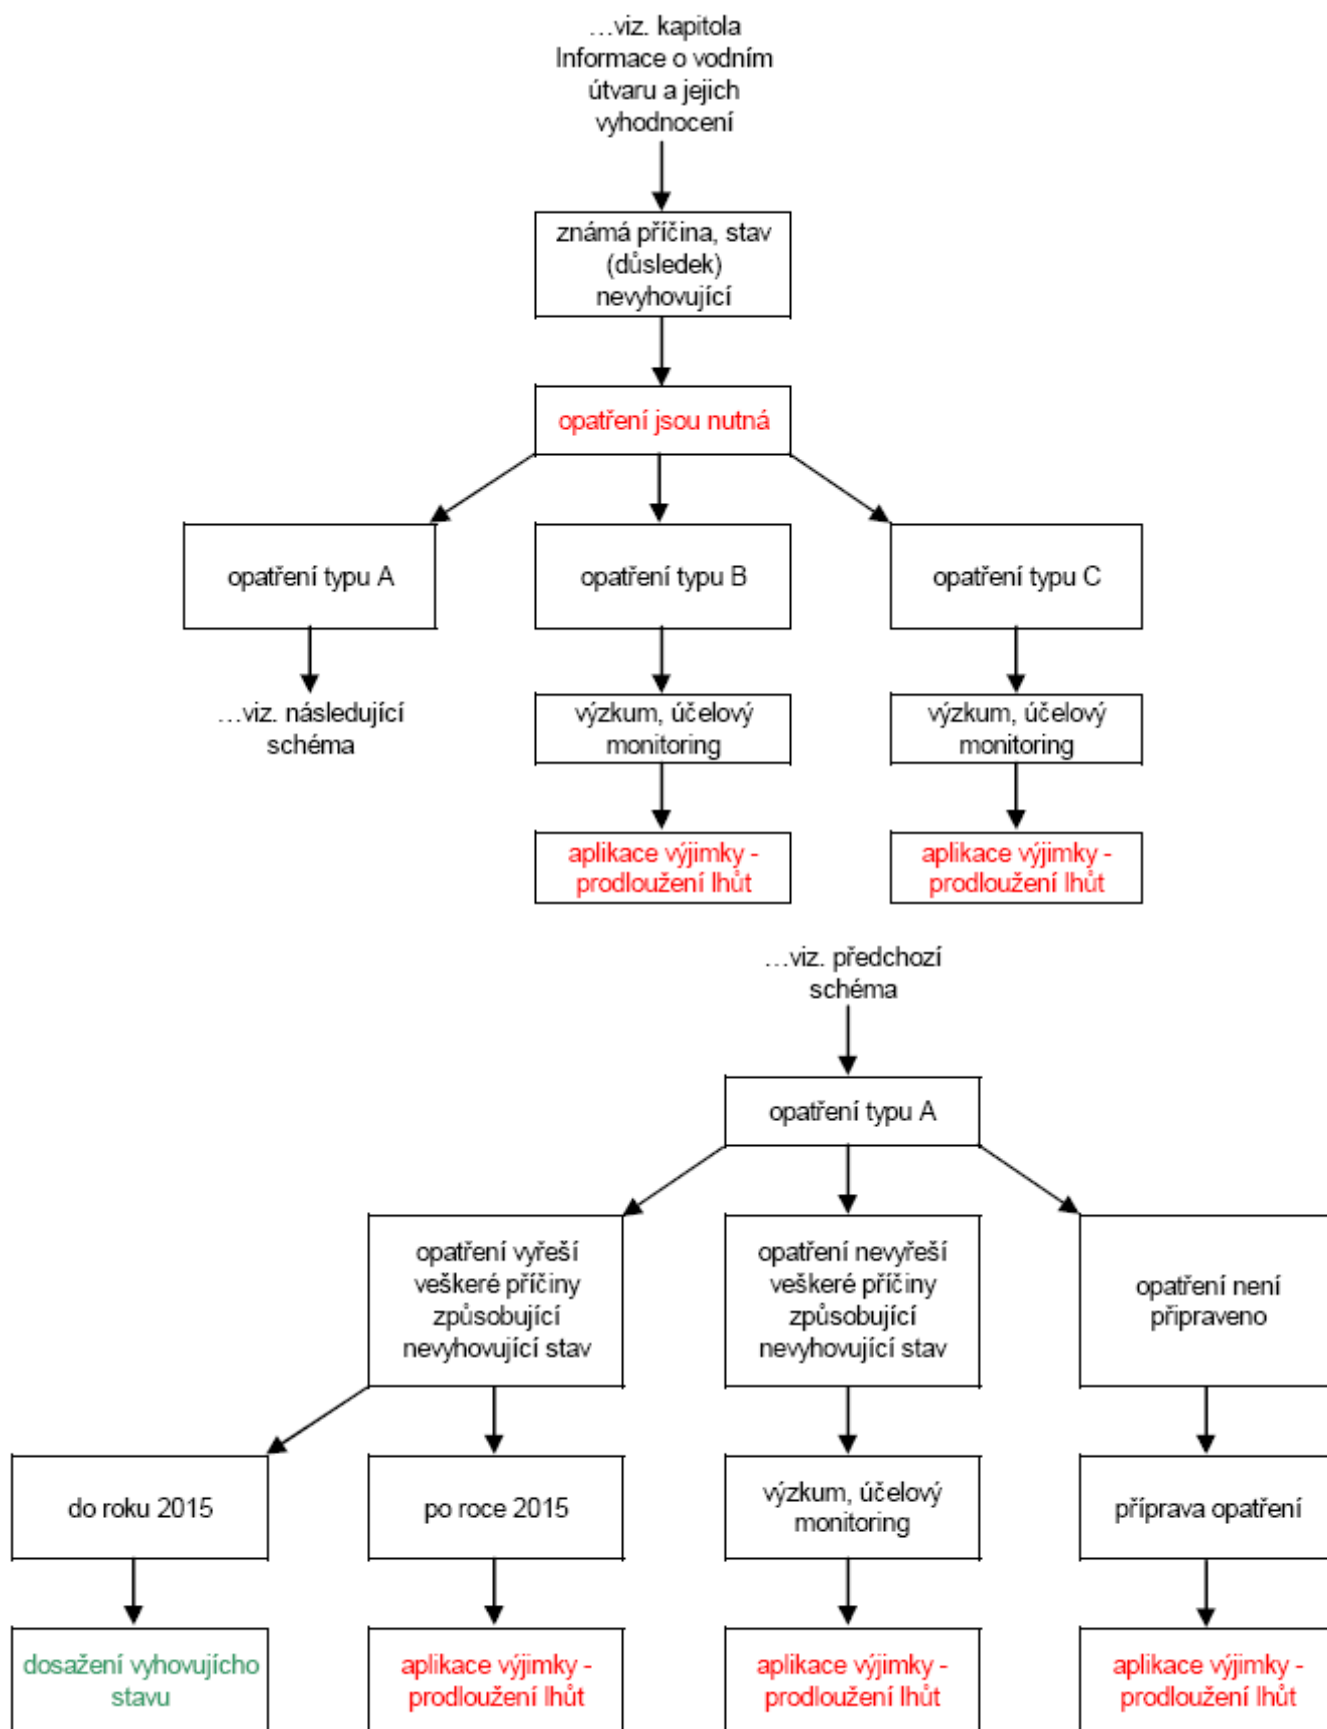 ...viz. kapitola
Informace o vodním
útvaru a jejich
vyhodnocení
známá příčina, stav
(důsledek)
nevyhovující
opatření jsou nutná
opatření typu A
opatření typu B
opatření typu C
...viz. následující
schéma
výzkum, účelový
monitoring
výzkum, účelový
monitoring
aplikace výjimky -
prodloužení lhůt
aplikace výjimky -
prodloužení lhůt
...viz. předchozí
schéma
opatření typu A
opatření vyřeší
veškeré příčiny
způsobující
nevyhovující stav
opatření nevyřeší
veškeré příčiny
způsobující
nevyhovující stav
opatření není
připraveno
do roku 2015
po roce 2015
výzkum, účelový
monitoring
příprava opatření
dosažení vyhovujícho
stavu
aplikace výjimky -
prodloužení lhůt
aplikace výjimky -
prodloužení lhůt
aplikace výjimky -
prodloužení lhůt